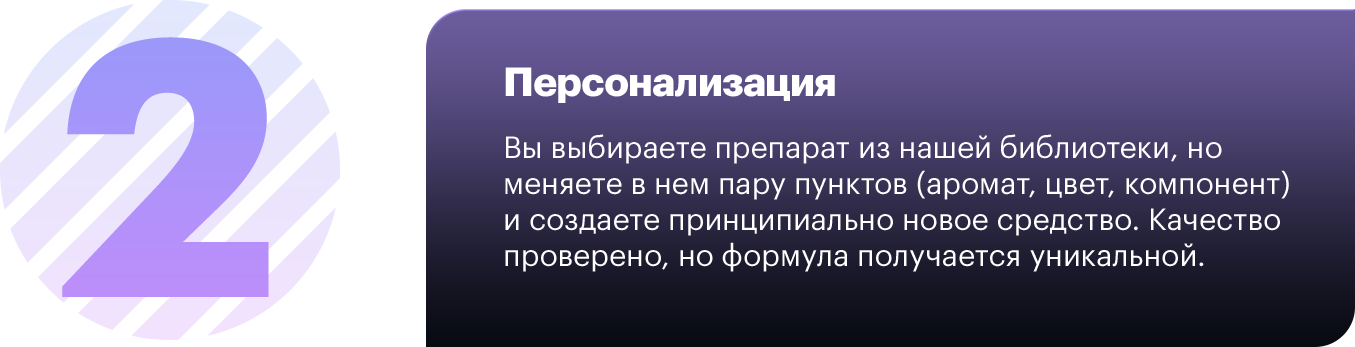 2
Персонализация
Вы выбираете препарат из нашей библиотеки, но
меняете в нем пару пунктов (аромат, цвет, компонент)
и создаете принципиально новое средство. Качество
проверено, но формула получается уникальной.